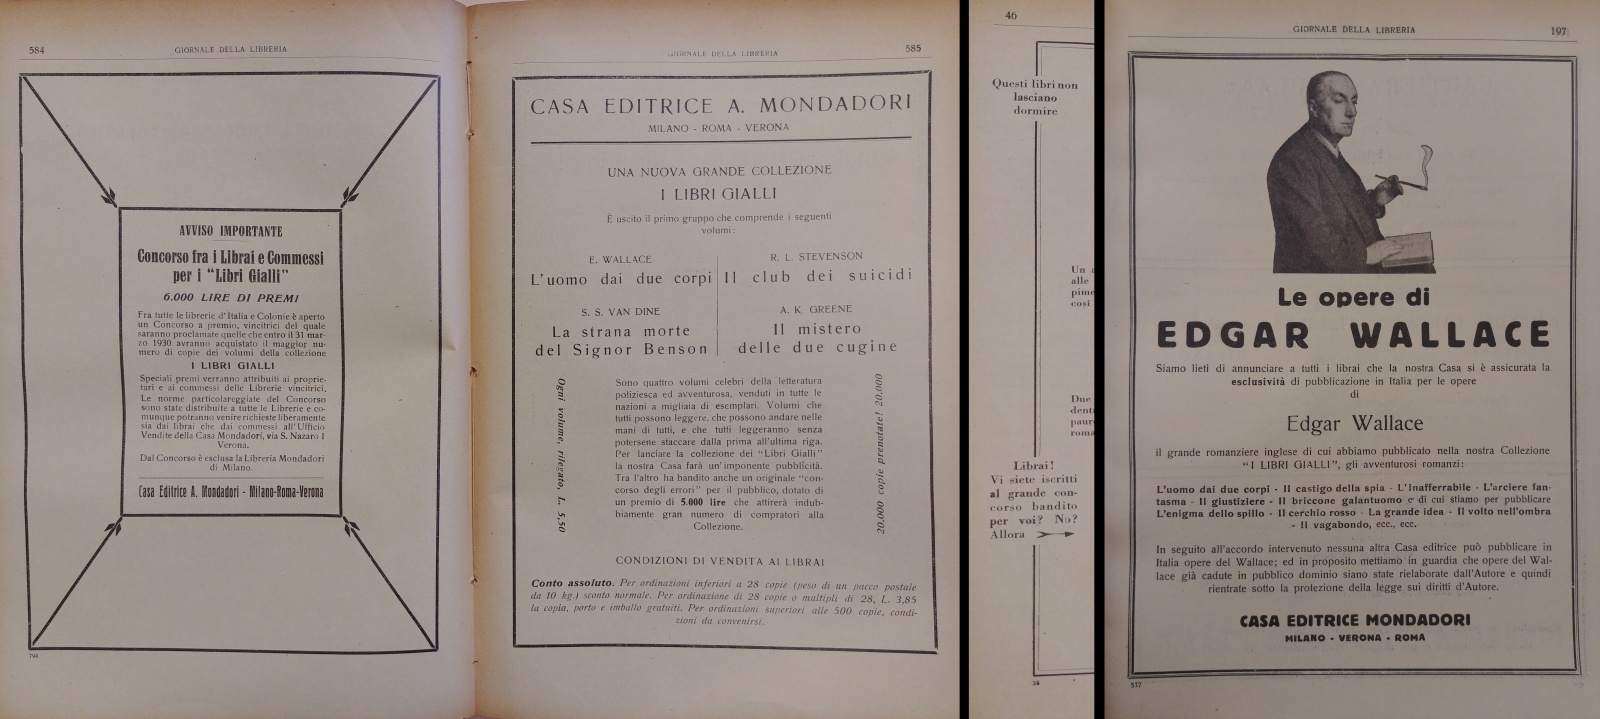 584
GIORNALE DELLA LIBRERIA
AVVISO IMPORTANTE
Concorso fra i Librai e Commessi
per i "Libri Gialli"
6.000 LIRE DI PREMI
Fra tutte le librerie d'Italia e Colonie è aperto
un Concorso a premio, vincitrici del quale
saranno proclamate quelle che entro il 31 mar-
zo 1930 avranno acquistato il maggior nu-
mero di copie dei volumi della collezione
I LIBRI GIALLI
Speciali premi verranno attribuiti ai proprie-
tari e ai commessi delle Librerie vincitrici.
Le norme particolareggiate del Concorso
sono state distribuite a tutte le Librerie e co-
munque potranno venire richieste liberamente
sia dai librai che dai commessi all'Ufficio
Vendite della Casa Mondadori, via S. Nazaro 1
Verona.
Dal Concorso è esclusa la Libreria Mondadori
di Milano.
Casa Editrice A. Mondadori - Milano-Roma-Verona
794
GIORNALE DELLA LIBRERIA
585
CASA EDITRICE A. MONDADORI
MILANO - ROMA - VERONA
UNA NUOVA GRANDE COLLEZIONE
I LIBRI GIALLI
È uscito il primo gruppo che comprende i seguenti
volumi:
E. WALLACE
L'uomo dai due corpi
R. L. STEVENSON
Il club dei suicidi
S. S. VAN DINE
La strana morte
del Signor Benson
A. K. GREENE
Il mistero
delle due cugine
Ogni volume, rilegato, L. 5,50
Sono quattro volumi celebri della letteratura
poliziesca ed avventurosa, venduti in tutte le
nazioni a migliaia di esemplari. Volumi che
tutti possono leggere, che possono andare nelle
mani di tutti, e che tutti leggeranno senza
potersene staccare dalla prima all'ultima riga.
Per lanciare la collezione dei "Libri Gialli"
la nostra Casa farà un'imponente pubblicità.
Tra l'altro ha bandito anche un originale "con-
corso degli errori" per il pubblico, dotato di
un premio di 5.000 lire che attirerà indub-
biamente gran numero di compratori alla
Collezione.
20.000 copie prenotate! 20.000
CONDIZIONI DI VENDITA AI LIBRAI
Conto assoluto. Per ordinazioni inferiori a 28 copie (peso di un pacco postale
da 10 kg.) sconto normale. Per ordinazione di 28 copie o multipli di 28, L. 3,85
la copia, porto e imballo gratuiti. Per ordinazioni superiori alle 500 copie, condi-
zioni da convenirsi.
46
Questi libri non
lasciano
dormire
Un
alle
pime
così
Due
dent
paur
roma
Librai!
Vi siete iscritti
al grande con-
corso bandito
per voi? No?
Allora
GIORNALE DELLA LIBRERIA
197
Le opere di
EDGAR WALLACE
Siamo lieti di annunciare a tutti i librai che la nostra Casa si è assicurata la
esclusività di pubblicazione in Italia per le opere
di
Edgar Wallace
il grande romanziere inglese di cui abbiamo pubblicato nella nostra Collezione
"I LIBRI GIALLI", gli avventurosi romanzi:
L'uomo dai due corpi - Il castigo della spia - L'Inafferrabile - L'arciere fan-
tasma - Il giustiziere - Il briccone galantuomo e di cui stiamo per pubblicare
L'enigma dello spillo - Il cerchio rosso - La grande idea - Il volto nell'ombra
- Il vagabondo, ecc., ecc.
In seguito all'accordo intervenuto nessuna altra Casa editrice può pubblicare in
Italia opere del Wallace; ed in proposito mettiamo in guardia che opere del Wal-
lace già cadute in pubblico dominio siano state rielaborate dall'Autore e quindi
rientrate sotto la protezione della legge sui diritti d'Autore.
CASA EDITRICE MONDADORI
MILANO - VERONA - ROMA